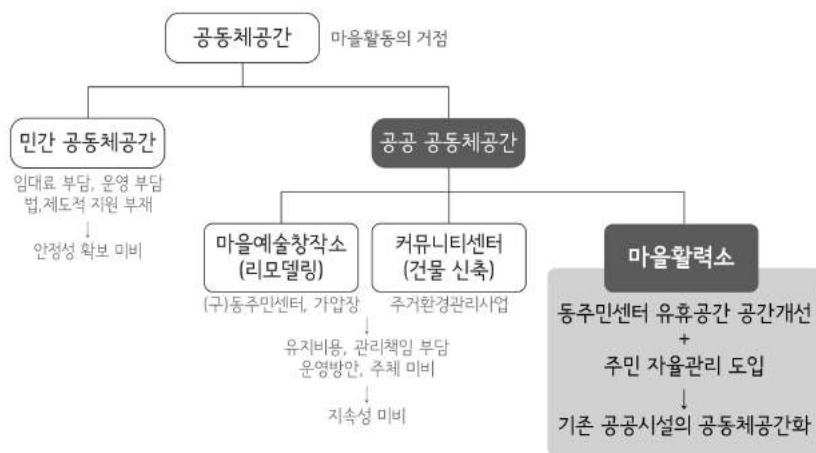 공동체공간
마을활동의 거점
민간 공동체공간
임대료 부담, 운영 부담
법,제도적 지원 부재
↓
안정성 확보 미비
공공 공동체공간
마을예술창작소
(리모델링)
(구)동주민센터, 가압장
커뮤니티센터
(건물 신축)
주거환경관리사업
↓
유지비용, 관리책임 부담
운영방안, 주체 미비
↓
지속성 미비
마을활력소
동주민센터 유휴공간 공간개선
+
주민 자율관리 도입
↓
기존 공공시설의 공동체공간화